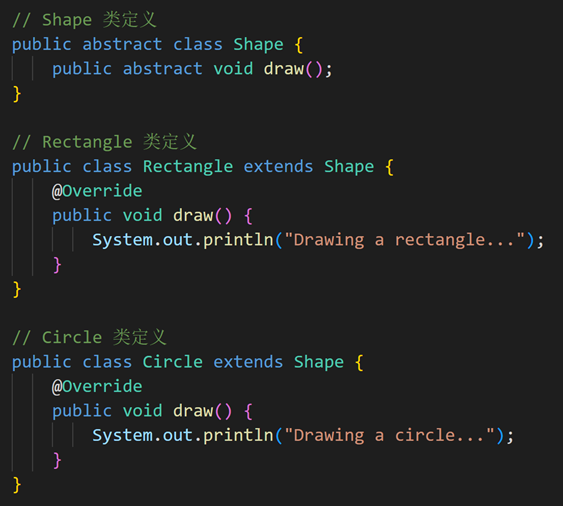 // Shape 类定义
public abstract class Shape {
    public abstract void draw();
}
// Rectangle 类定义
public class Rectangle extends Shape {
    @Override
    public void draw() {
        System.out.println("Drawing a rectangle...");
    }
}
// Circle 类定义
public class Circle extends Shape {
    @Override
    public void draw() {
        System.out.println("Drawing a circle...");
    }
}